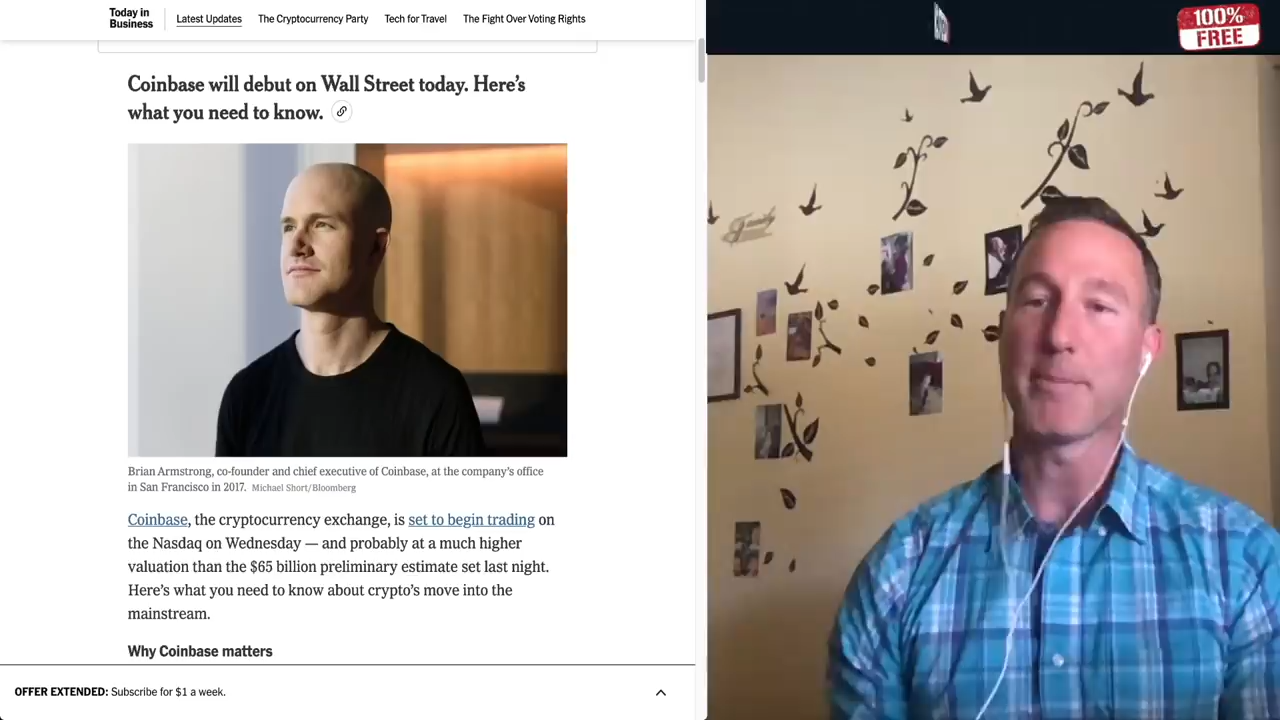 Today in
Business
Latest Updates
The Cryptocurrency Party
Tech for Travel
The Fight Over Voting Rights
Coinbase will debut on Wall Street today. Here's
what you need to know.
Brian Armstrong, co-founder and chief executive of Coinbase, at the company's office
in San Francisco in 2017. Michael Short/Bloomberg
Coinbase, the cryptocurrency exchange, is set to begin trading on
the Nasdaq on Wednesday — and probably at a much higher
valuation than the $65 billion preliminary estimate set last night.
Here's what you need to know about crypto's move into the
mainstream.
Why Coinbase matters
OFFER EXTENDED: Subscribe for $1 a week.
100%
FREE
Family